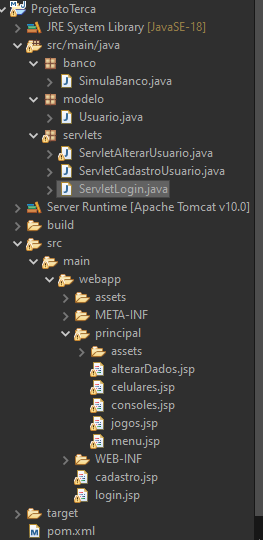 ProjetoTerca
JRE System Library [JavaSE-18]
src/main/java
banco
SimulaBanco.java
modelo
Usuario.java
servlets
ServletAlterarUsuario.java
ServletCadastroUsuario.java
ServletLogin.java
Server Runtime [Apache Tomcat v10.0]
build
src
main
webapp
assets
META-INF
principal
assets
alterarDados.jsp
celulares.jsp
consoles.jsp
jogos.jsp
menu.jsp
WEB-INF
cadastro.jsp
login.jsp
target
pom.xml